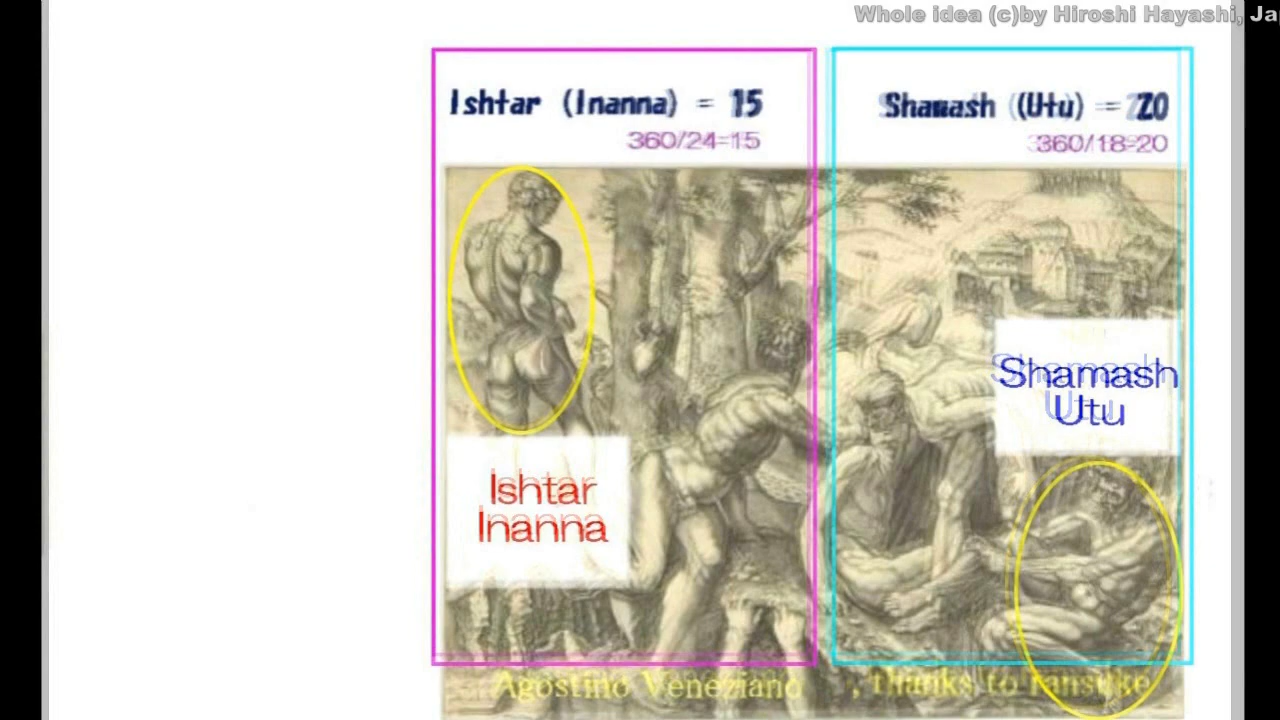 Whole idea (c)by Hiroshi Hayashi, Ja
Ishtar (Inanna) = 15
360/24=15
Shamash (Utu) = 20
360/18=20
Shamash
Utu
Ishtar
Inanna
Agostino Veneziano , thanks to ransuke